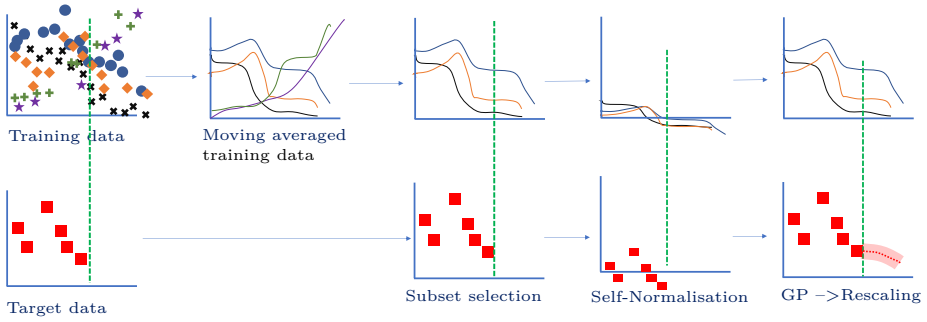 Training data
Moving averaged
training data
Target data
Subset selection
Self-Normalisation
GP –>Rescaling